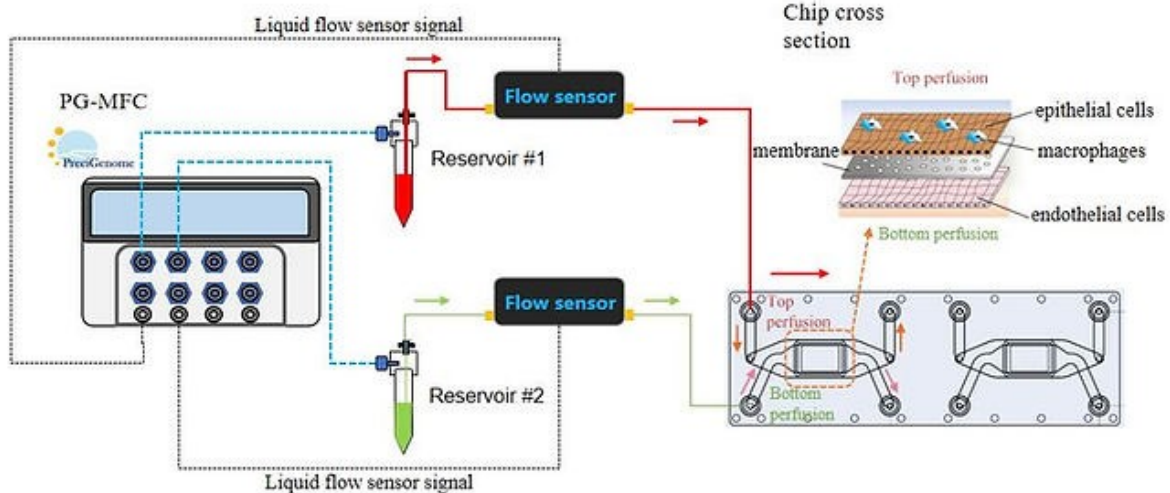 Liquid flow sensor signal
Chip cross
section
PG-MFC
PreciGenome
Flow sensor
Reservoir #1
Top perfusion
epithelial cells
membrane
macrophages
endothelial cells
Bottom perfusion
Flow sensor
Reservoir #2
Top
perfusion
Bottom
perfusion
Liquid flow sensor signal